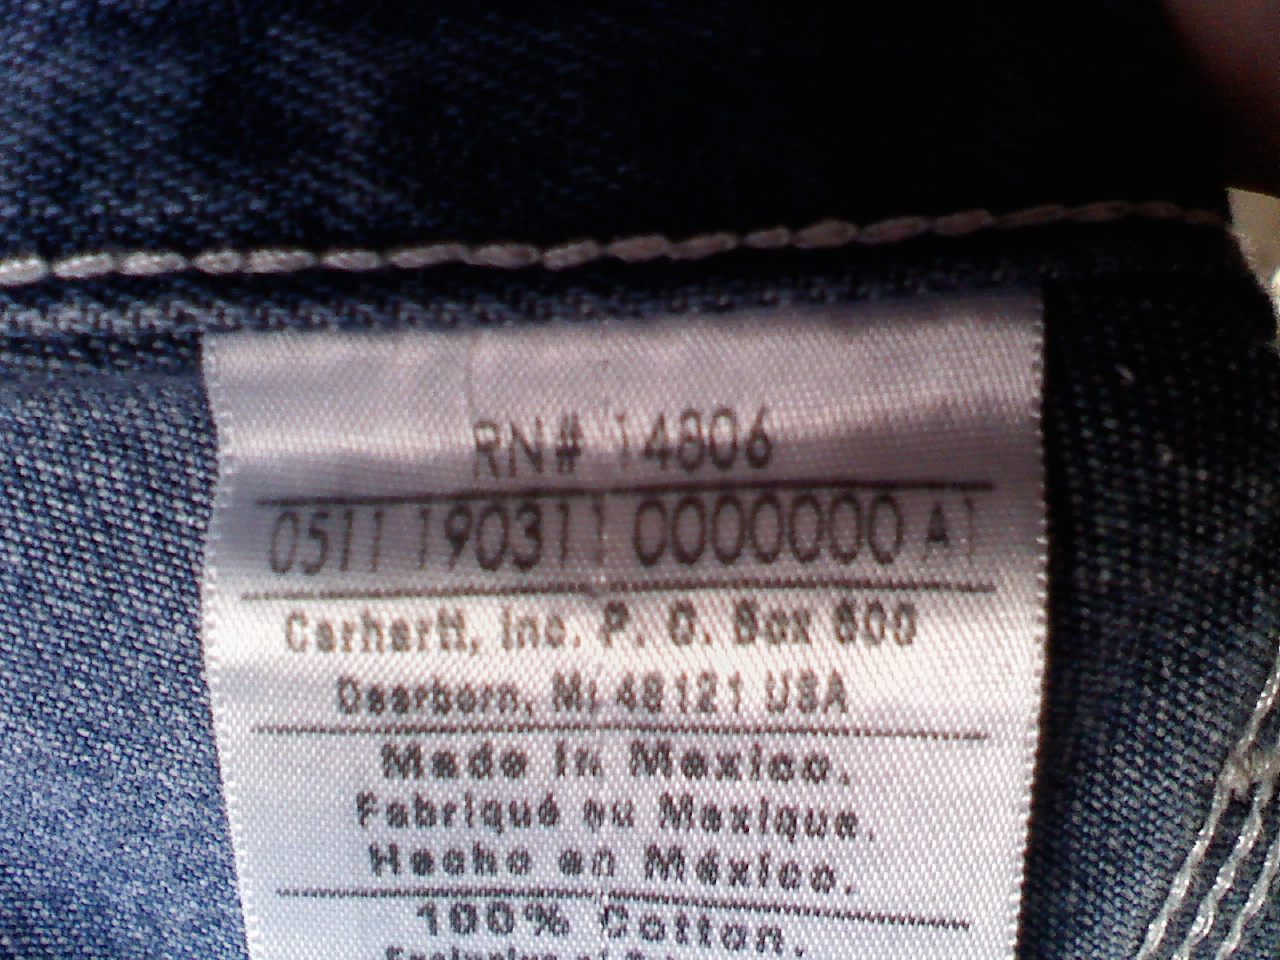 RN# 14806
0511 190311 0000000 A1
Carhartt, Inc. P. O. Box 600
Dearborn, Mi 48121 USA
Made In Mexico.
Fabriqué au Mexique.
Hecho en México.
100% Cotton.